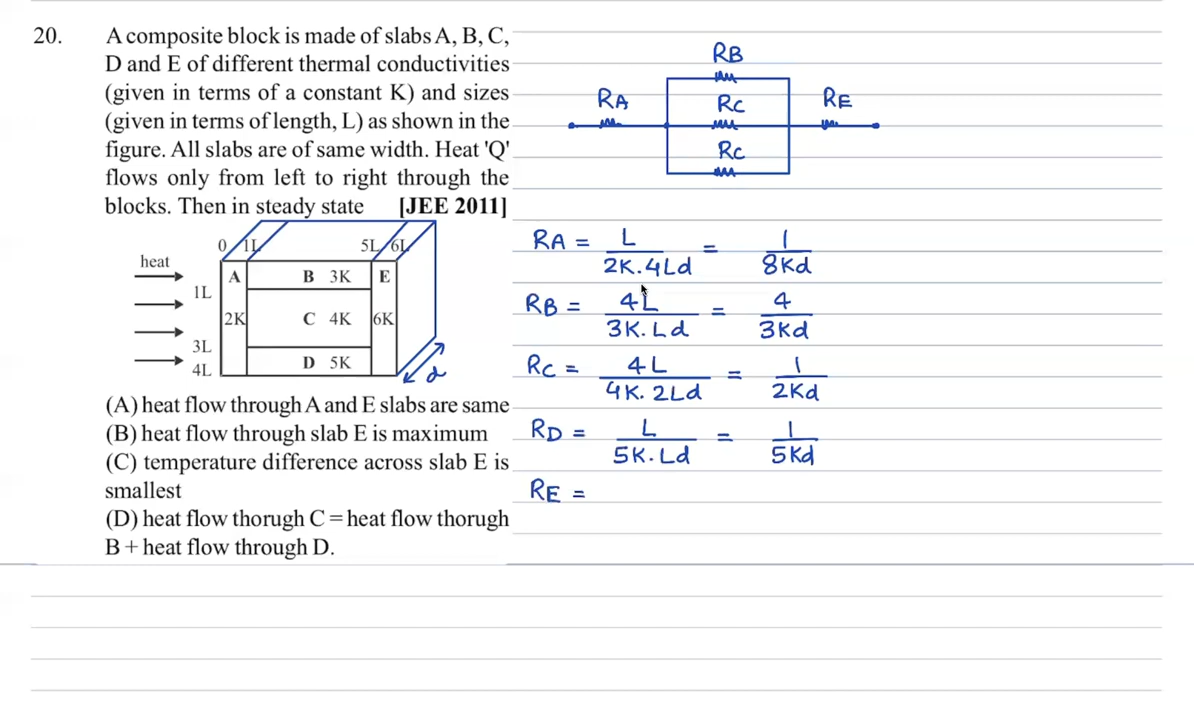 20. A composite block is made of slabs A, B, C,
D and E of different thermal conductivities
(given in terms of a constant K) and sizes
(given in terms of length, L) as shown in the
figure. All slabs are of same width. Heat 'Q'
flows only from left to right through the
blocks. Then in steady state [JEE 2011]
0 1L 5L 6L
heat
A B 3K E
1L
2K C 4K 6K
3L
D 5K
4L
d
(A) heat flow through A and E slabs are same
(B) heat flow through slab E is maximum
(C) temperature difference across slab E is
smallest
(D) heat flow thorugh C = heat flow thorugh
B + heat flow through D.
RB
RA RC RE
RC
RA = L / 2K.4Ld = 1 / 8Kd
RB = 4L / 3K.Ld = 4 / 3Kd
RC = 4L / 4K.2Ld = 1 / 2Kd
RD = L / 5K.Ld = 1 / 5Kd
RE =